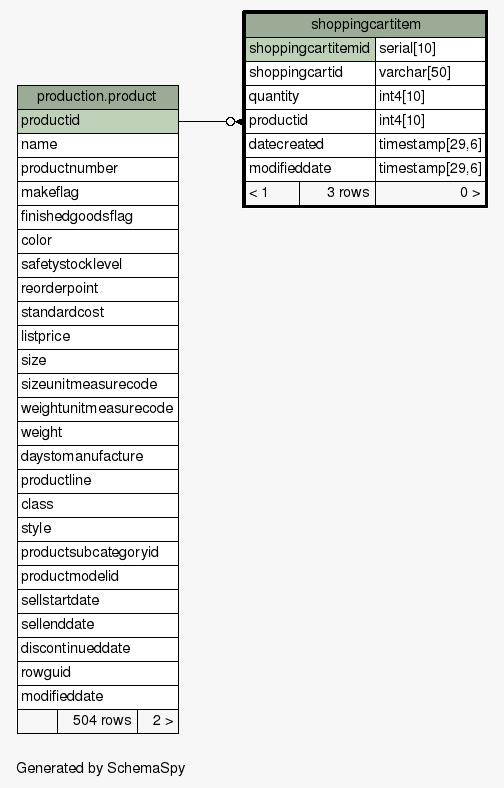 shoppingcartitem
shoppingcartitemid serial[10]
shoppingcartid varchar[50]
quantity int4[10]
productid int4[10]
datecreated timestamp[29,6]
modifieddate timestamp[29,6]
< 1 3 rows 0 >
production.product
productid
name
productnumber
makeflag
finishedgoodsflag
color
safetystocklevel
reorderpoint
standardcost
listprice
size
sizeunitmeasurecode
weightunitmeasurecode
weight
daystomanufacture
productline
class
style
productsubcategoryid
productmodelid
sellstartdate
sellenddate
discontinueddate
rowguid
modifieddate
504 rows 2 >
Generated by SchemaSpy